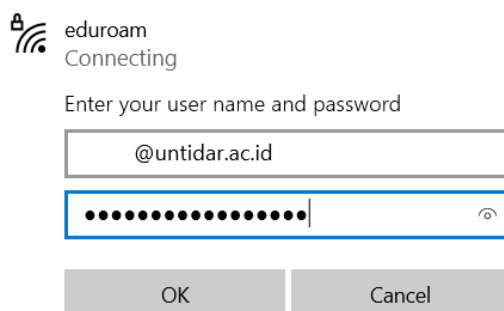 eduroam
Connecting
Enter your user name and password
@untidar.ac.id
●●●●●●●●●●●●●●●●●
OK
Cancel